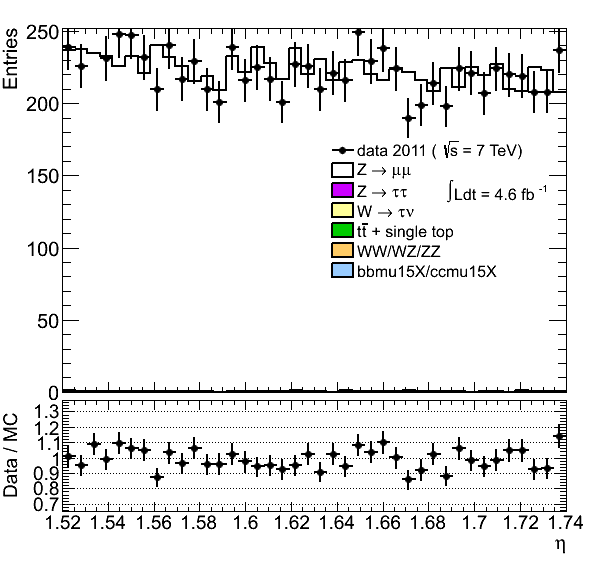 Entries
250
200
150
100
50
0
data 2011 ( √s = 7 TeV)
Z → μμ
Z → ττ
W → τν
tt̄ + single top
WW/WZ/ZZ
bbmu15X/ccmu15X
∫Ldt = 4.6 fb⁻¹
Data / MC
1.3
1.2
1.1
1
0.9
0.8
0.7
1.52 1.54 1.56 1.58 1.6 1.62 1.64 1.66 1.68 1.7 1.72 1.74
η